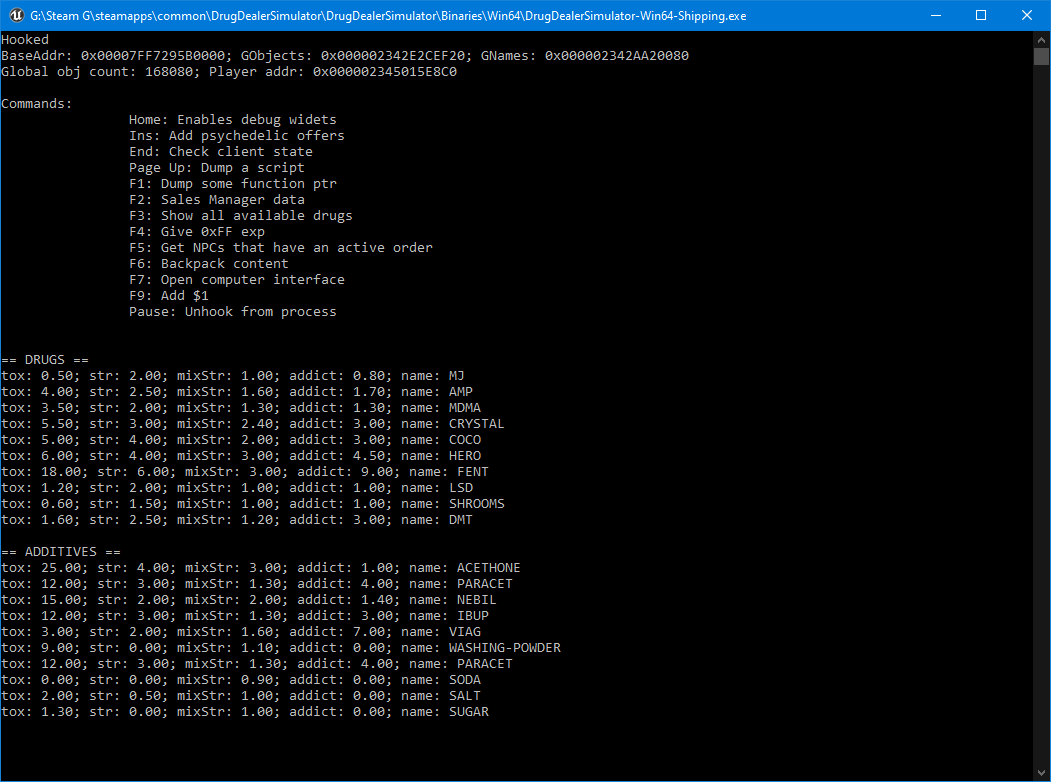 G:\Steam G\steamapps\common\DrugDealerSimulator\DrugDealerSimulator\Binaries\Win64\DrugDealerSimulator-Win64-Shipping.exe
Hooked
BaseAddr: 0x00007FF7295B0000; GObjects: 0x000002342E2CEF20; GNames: 0x000002342AA20080
Global obj count: 168080; Player addr: 0x000002345015E8C0
Commands:
Home: Enables debug widets
Ins: Add psychedelic offers
End: Check client state
Page Up: Dump a script
F1: Dump some function ptr
F2: Sales Manager data
F3: Show all available drugs
F4: Give 0xFF exp
F5: Get NPCs that have an active order
F6: Backpack content
F7: Open computer interface
F9: Add $1
Pause: Unhook from process
== DRUGS ==
tox: 0.50; str: 2.00; mixStr: 1.00; addict: 0.80; name: MJ
tox: 4.00; str: 2.50; mixStr: 1.60; addict: 1.70; name: AMP
tox: 3.50; str: 2.00; mixStr: 1.30; addict: 1.30; name: MDMA
tox: 5.50; str: 3.00; mixStr: 2.40; addict: 3.00; name: CRYSTAL
tox: 5.00; str: 4.00; mixStr: 2.00; addict: 3.00; name: COCO
tox: 6.00; str: 4.00; mixStr: 3.00; addict: 4.50; name: HERO
tox: 18.00; str: 6.00; mixStr: 3.00; addict: 9.00; name: FENT
tox: 1.20; str: 2.00; mixStr: 1.00; addict: 1.00; name: LSD
tox: 0.60; str: 1.50; mixStr: 1.00; addict: 1.00; name: SHROOMS
tox: 1.60; str: 2.50; mixStr: 1.20; addict: 3.00; name: DMT
== ADDITIVES ==
tox: 25.00; str: 4.00; mixStr: 3.00; addict: 1.00; name: ACETHONE
tox: 12.00; str: 3.00; mixStr: 1.30; addict: 4.00; name: PARACET
tox: 15.00; str: 2.00; mixStr: 2.00; addict: 1.40; name: NEBIL
tox: 12.00; str: 3.00; mixStr: 1.30; addict: 3.00; name: IBUP
tox: 3.00; str: 2.00; mixStr: 1.60; addict: 7.00; name: VIAG
tox: 9.00; str: 0.00; mixStr: 1.10; addict: 0.00; name: WASHING-POWDER
tox: 12.00; str: 3.00; mixStr: 1.30; addict: 4.00; name: PARACET
tox: 0.00; str: 0.00; mixStr: 0.90; addict: 0.00; name: SODA
tox: 2.00; str: 0.50; mixStr: 1.00; addict: 0.00; name: SALT
tox: 1.30; str: 0.00; mixStr: 1.00; addict: 0.00; name: SUGAR